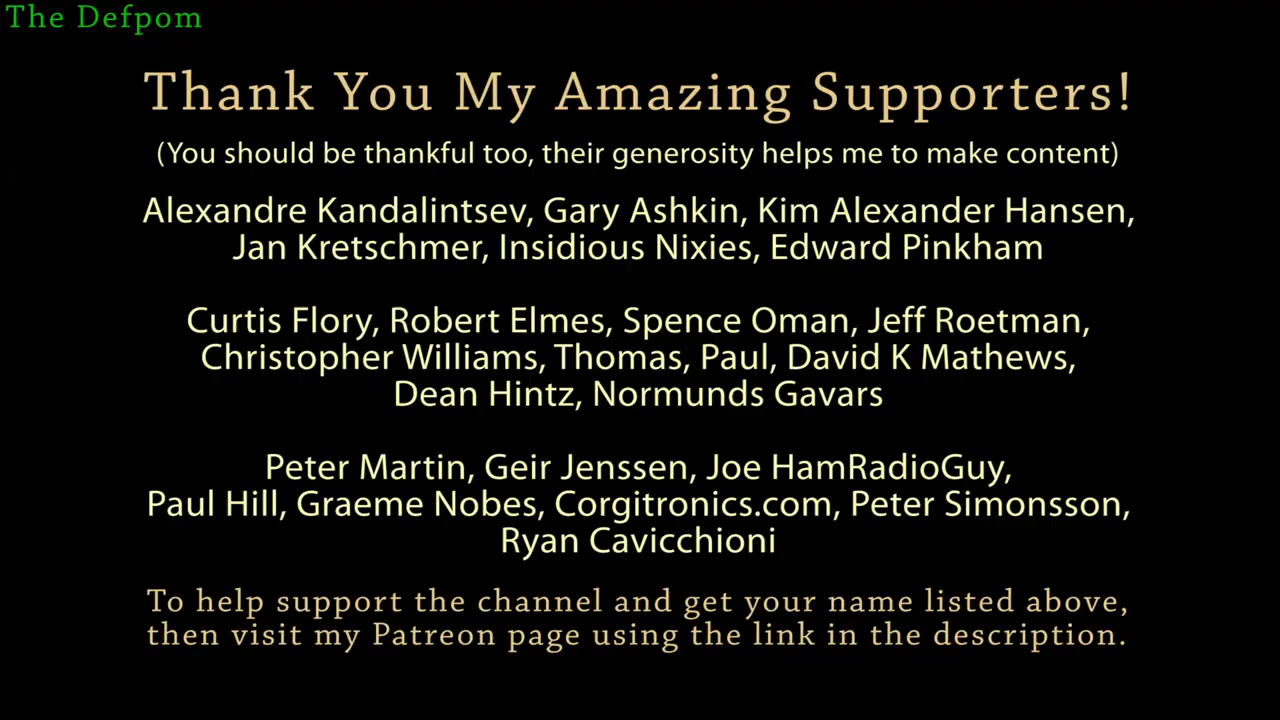 The Defpom
Thank You My Amazing Supporters!
(You should be thankful too, their generosity helps me to make content)
Alexandre Kandalintsev, Gary Ashkin, Kim Alexander Hansen,
Jan Kretschmer, Insidious Nixies, Edward Pinkham
Curtis Flory, Robert Elmes, Spence Oman, Jeff Roetman,
Christopher Williams, Thomas, Paul, David K Mathews,
Dean Hintz, Normunds Gavars
Peter Martin, Geir Jenssen, Joe HamRadioGuy,
Paul Hill, Graeme Nobes, Corgitronics.com, Peter Simonsson,
Ryan Cavicchioni
To help support the channel and get your name listed above,
then visit my Patreon page using the link in the description.